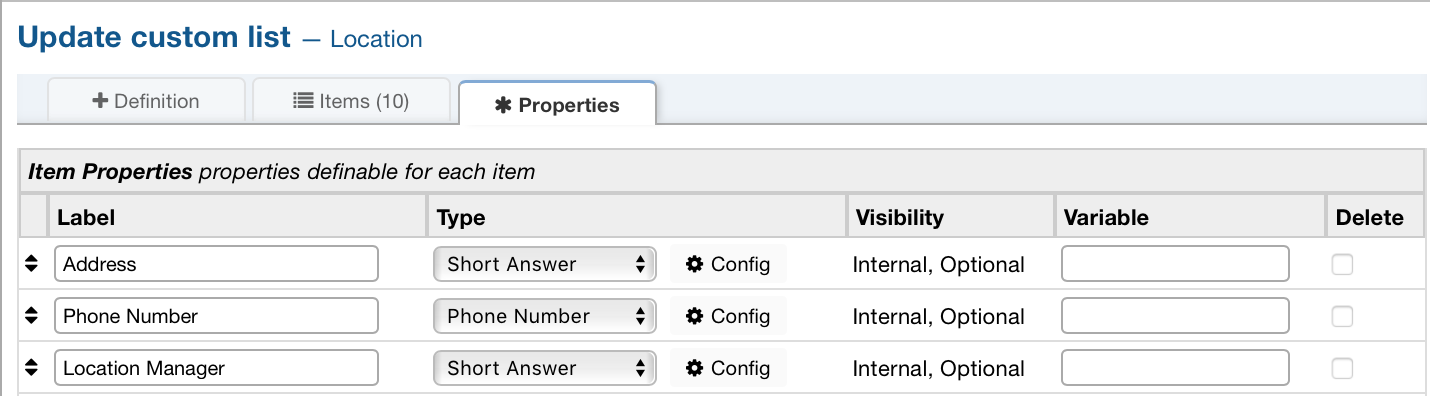 Update custom list — Location
Definition Items (10) Properties
Item Properties properties definable for each item
Label Type Visibility Variable Delete
Address Short Answer Config Internal, Optional
Phone Number Phone Number Config Internal, Optional
Location Manager Short Answer Config Internal, Optional